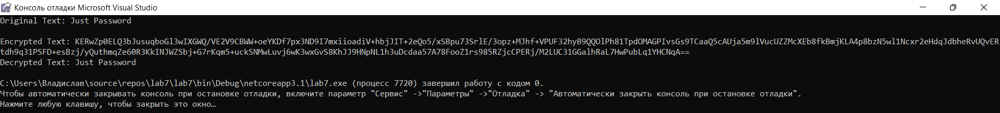 Консоль отладки Microsoft Visual Studio
Original Text: Just Password
Encrypted Text: KERwZp0ELQ3bJusuqboGl3wIXGWQ/VE2V9CBWW+oeYKDf7px3ND9I7mxiioadiV+hbjJIT+2eQo5/xSBpu73SrlE/3opz+MJhf+VPUF32hyB9QQOlPh81TpdOMAGPIvsGs9TCaaQ5cAUja5m9lVucUZZMcXEb8fkBmjKLA4p8bzN5wl1Ncxr2eHdqJdbheRvUQvER
tdh9q31PSFD+esBzj/yQuthmqZe60R3KkINJWZSbj+G7rKqm5+uckSNMwLuvj6wK3wxGvS8KhJJ9HNpNL1h3uDcdaa57A78FooZ1rs985RZjcCPERj/M2LUC31GGalhRaL7HwPubLq1YHCNqA==
Decrypted Text: Just Password
C:\Users\Владислав\source\repos\lab7\lab7\bin\Debug\netcoreapp3.1\lab7.exe (процесс 7720) завершил работу с кодом 0.
Чтобы автоматически закрывать консоль при остановке отладки, включите параметр "Сервис" ->"Параметры" ->"Отладка" -> "Автоматически закрыть консоль при остановке отладки".
Нажмите любую клавишу, чтобы закрыть это окно…